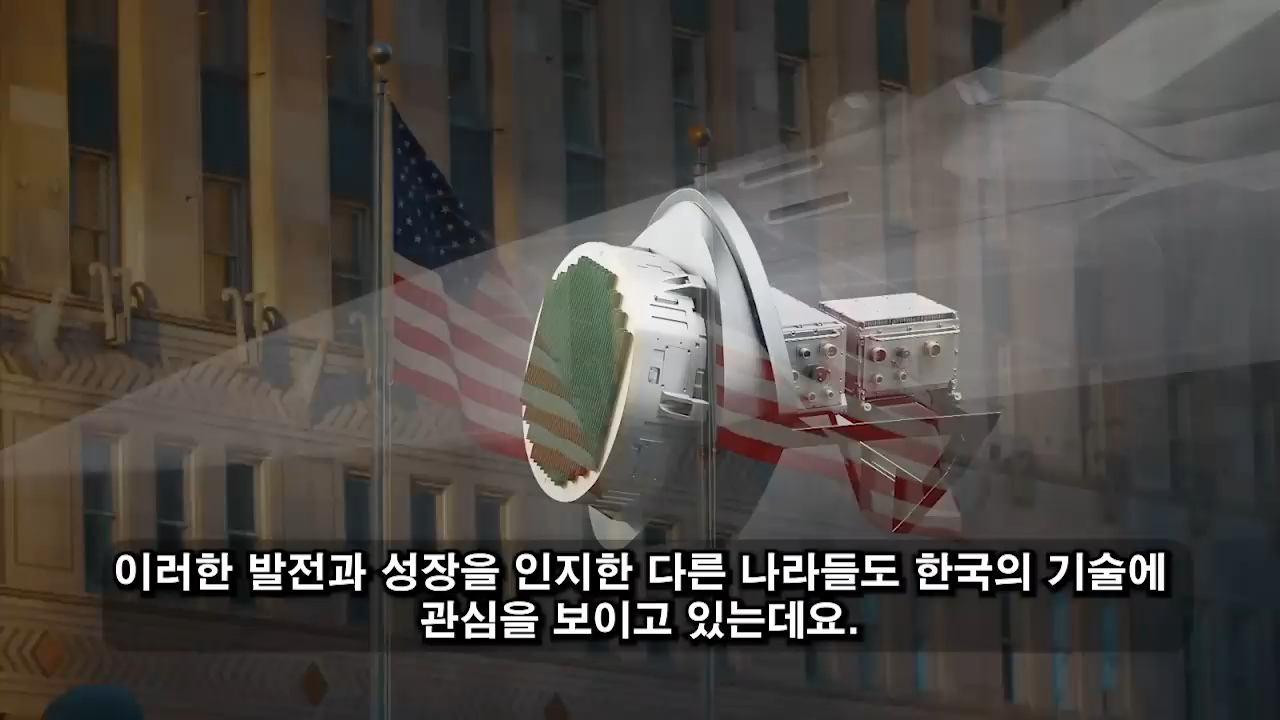 이러한 발전과 성장을 인지한 다른 나라들도 한국의 기술에
관심을 보이고 있는데요.